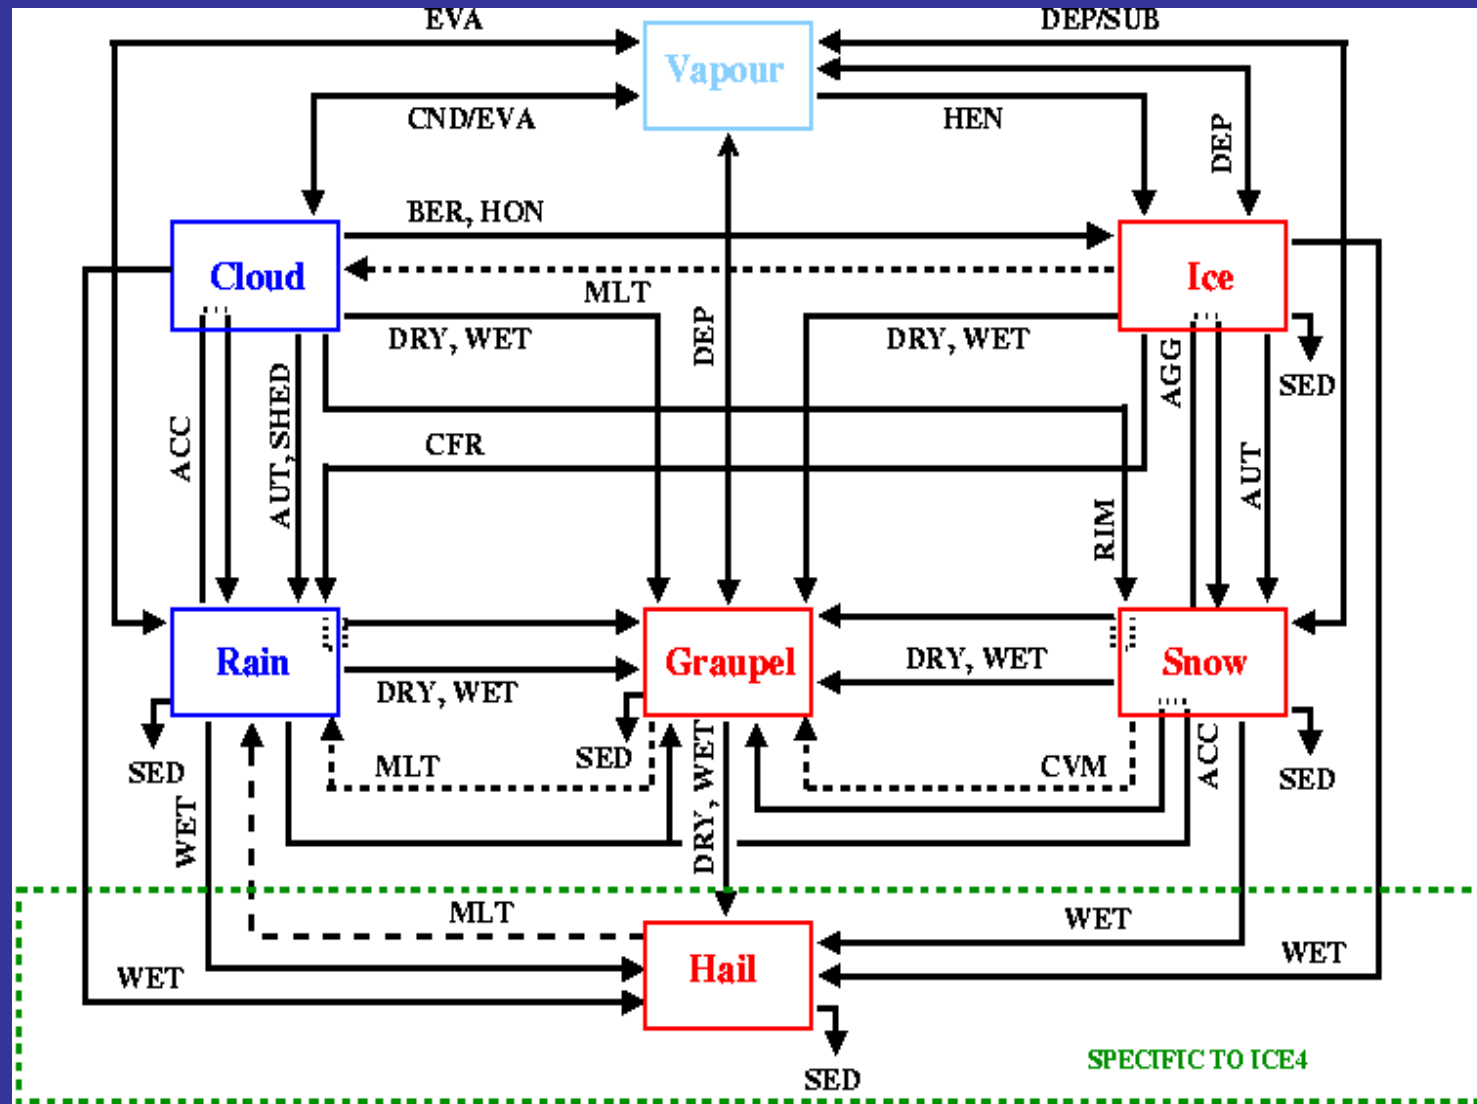 EVA
DEP/SUB
Vapour
CND/EVA
HEN
DEP
BER, HON
Cloud
Ice
MLT
DRY, WET
DEP
DRY, WET
AGG
SED
ACC
AUT, SHED
CFR
AUT
RIM
Rain
Graupel
Snow
DRY, WET
DRY, WET
SED
MLT
SED
DRY, WET
CVM
ACC
SED
WET
MLT
WET
WET
Hail
WET
SPECIFIC TO ICE4
SED